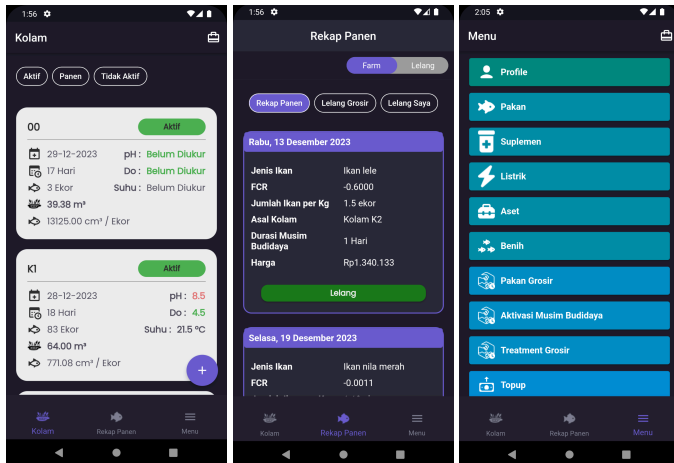 1:56
Kolam
Aktif Panen Tidak Aktif
00 Aktif
29-12-2023 pH : Belum Diukur
17 Hari Do : Belum Diukur
3 Ekor Suhu : Belum Diukur
39.38 m³
13125.00 cm³ / Ekor
K1 Aktif
28-12-2023 pH : 8.5
18 Hari Do : 4.5
83 Ekor Suhu : 21.5 °C
64.00 m³
771.08 cm³ / Ekor
+
Kolam Rekap Panen Menu
1:56
Rekap Panen
Farm Lelang
Rekap Panen Lelang Grosir Lelang Saya
Rabu, 13 Desember 2023
Jenis Ikan Ikan lele
FCR -0.6000
Jumlah Ikan per Kg 1.5 ekor
Asal Kolam Kolam K2
Durasi Musim
Budidaya 1 Hari
Harga Rp1.340.133
Lelang
Selasa, 19 Desember 2023
Jenis Ikan Ikan nila merah
FCR -0.0011
Kolam Rekap Panen Menu
2:05
Menu
Profile
Pakan
Suplemen
Listrik
Aset
Benih
Pakan Grosir
Aktivasi Musim Budidaya
Treatment Grosir
Topup
Kolam Rekap Panen Menu